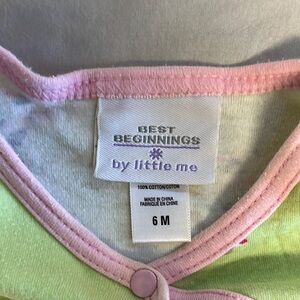 BEST
BEGINNINGS
by little me
100% COTTON/COTON
MADE IN CHINA
FABRIQUÉ EN CHINE
6 M